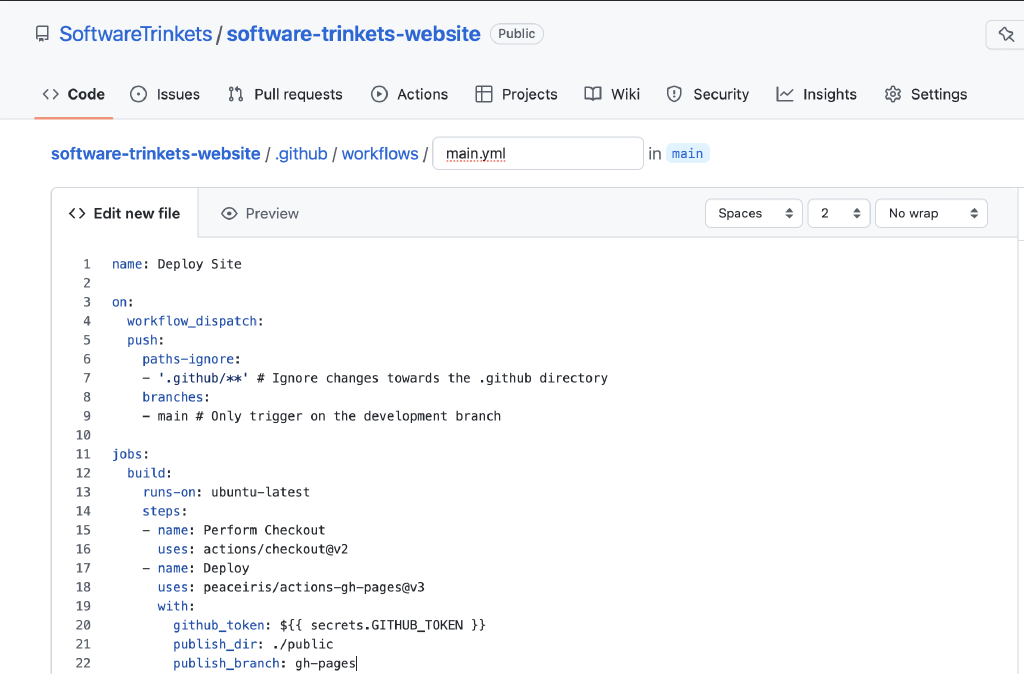 SoftwareTrinkets / software-trinkets-website Public
Code Issues Pull requests Actions Projects Wiki Security Insights Settings
software-trinkets-website / .github / workflows / main.yml in main
Edit new file Preview Spaces 2 No wrap
1 name: Deploy Site
2
3 on:
4 workflow_dispatch:
5 push:
6 paths-ignore:
7 - '.github/**' # Ignore changes towards the .github directory
8 branches:
9 - main # Only trigger on the development branch
10
11 jobs:
12 build:
13 runs-on: ubuntu-latest
14 steps:
15 - name: Perform Checkout
16 uses: actions/checkout@v2
17 - name: Deploy
18 uses: peaceiris/actions-gh-pages@v3
19 with:
20 github_token: ${{ secrets.GITHUB_TOKEN }}
21 publish_dir: ./public
22 publish_branch: gh-pages